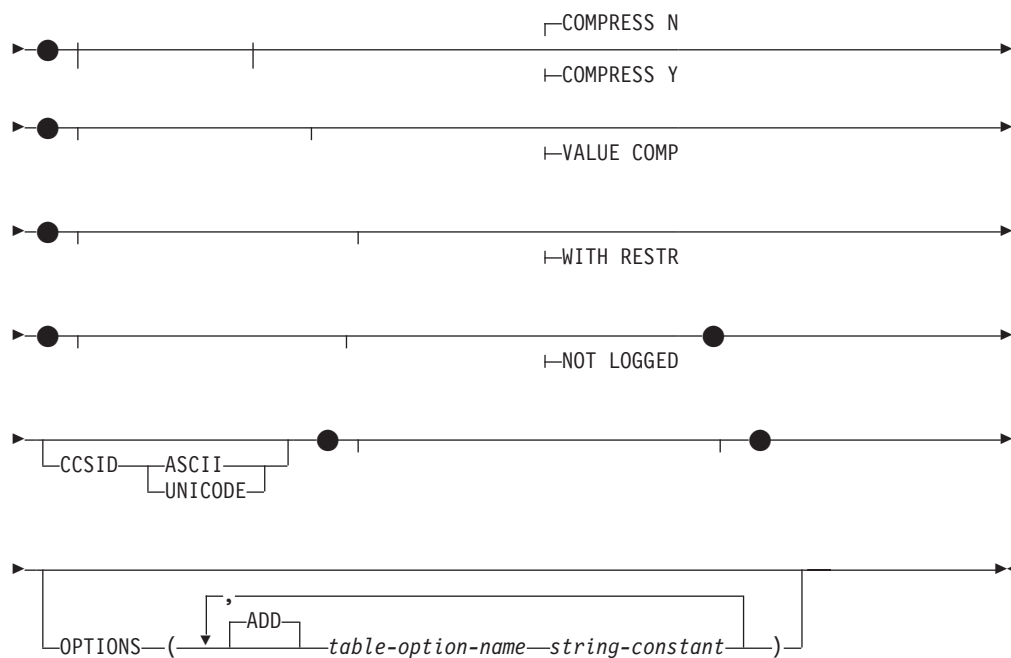 COMPRESS N
COMPRESS Y
VALUE COMP
WITH RESTR
NOT LOGGED
CCSID ASCII
UNICODE
,
ADD
OPTIONS ( table-option-name string-constant )